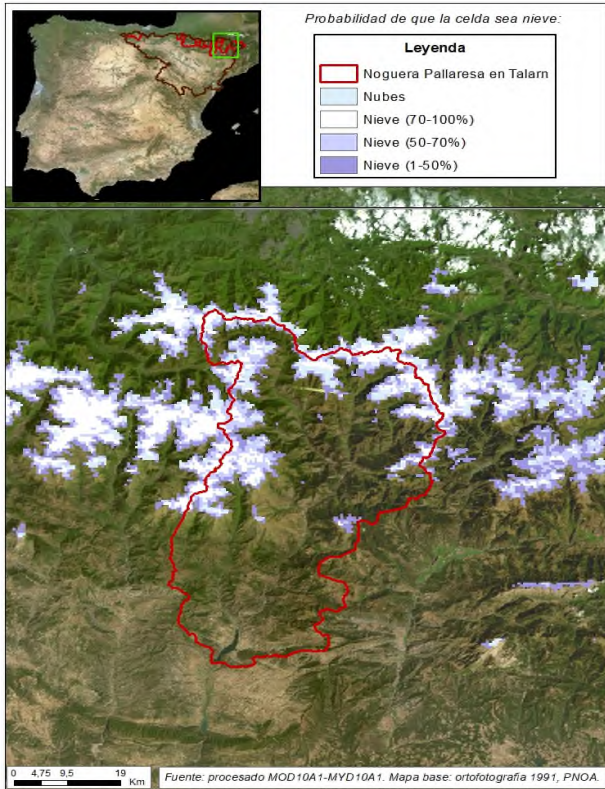 Probabilidad de que la celda sea nieve:
Leyenda
Noguera Pallaresa en Talarn
Nubes
Nieve (70-100%)
Nieve (50-70%)
Nieve (1-50%)
0 4,75 9,5 19
Km
Fuente: procesado MOD10A1-MYD10A1. Mapa base: ortofotografía 1991, PNOA.